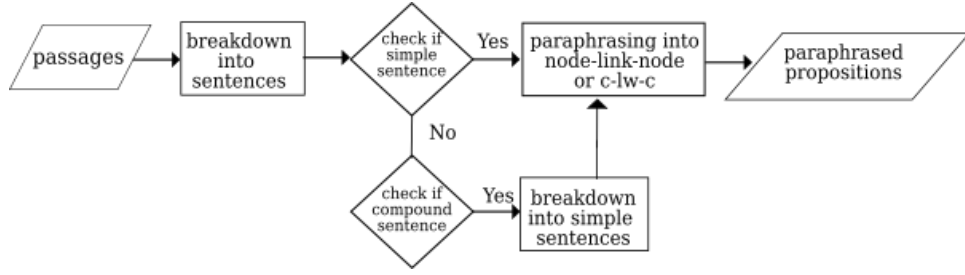 passages
breakdown
into
sentences
check if
simple
sentence
Yes
paraphrasing into
node-link-node
or c-lw-c
paraphrased
propositions
No
check if
compound
sentence
Yes
breakdown
into simple
sentences